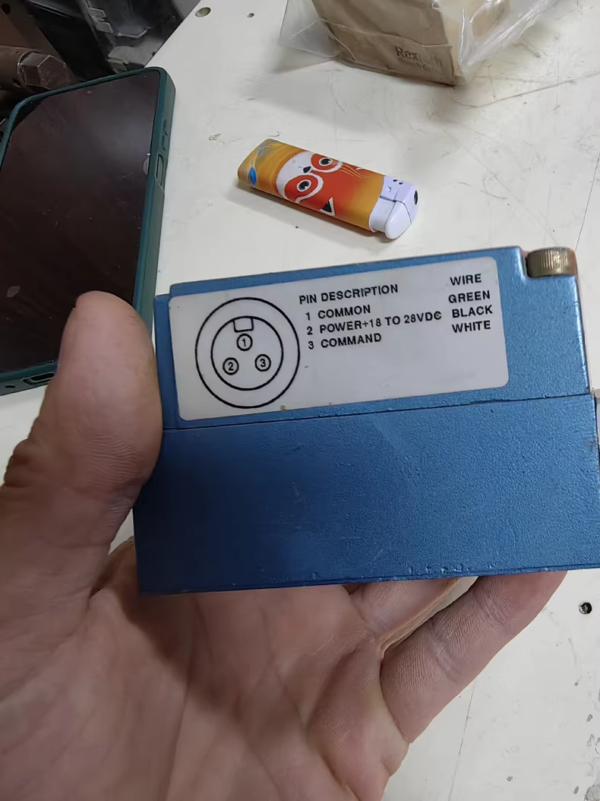 PIN DESCRIPTION WIRE
1 COMMON GREEN
2 POWER+18 TO 28VDC BLACK
3 COMMAND WHITE
1
2 3